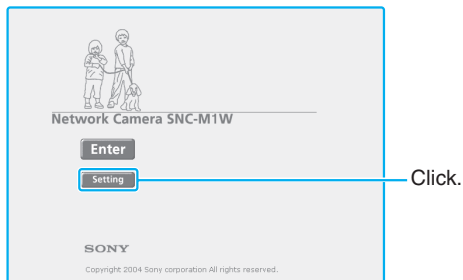 Network Camera SNC-M1W
Enter
Setting
Click.
SONY
Copyright 2004 Sony corporation All rights reserved.